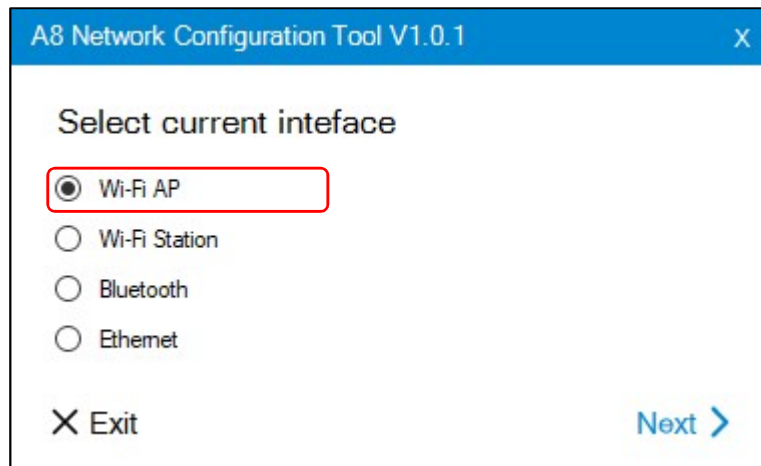 A8 Network Configuration Tool V1.0.1 X
Select current inteface
Wi-Fi AP
Wi-Fi Station
Bluetooth
Ethernet
Exit Next